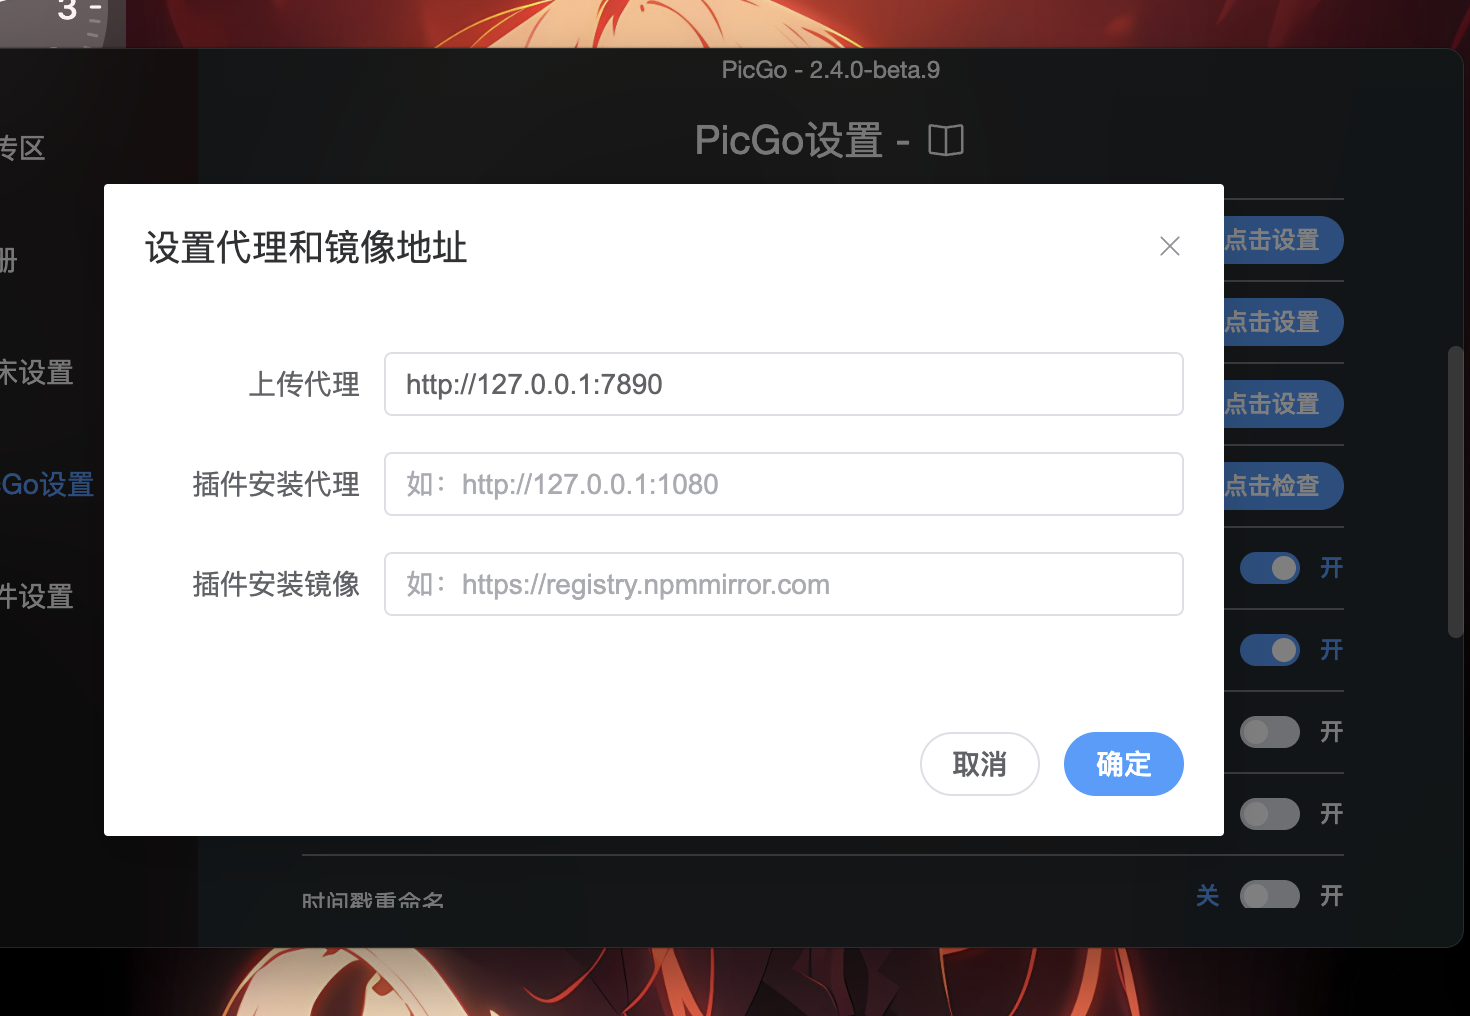 3
PicGo - 2.4.0-beta.9
PicGo设置 -
传区
册
床设置
Go设置
件设置
设置代理和镜像地址
上传代理 http://127.0.0.1:7890
插件安装代理 如：http://127.0.0.1:1080
插件安装镜像 如：https://registry.npmmirror.com
取消 确定
点击设置
点击设置
点击设置
点击检查
开
开
开
开
时间戳重命名 关 开